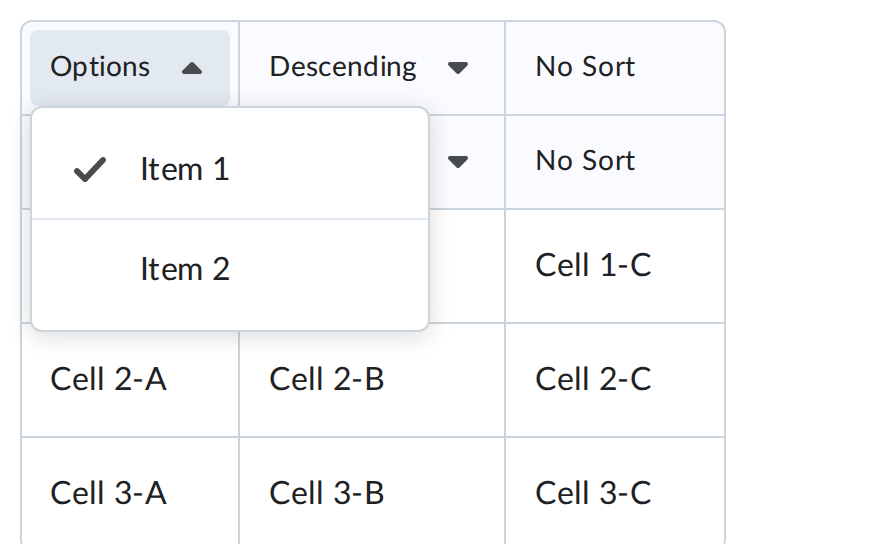 Options Descending No Sort
Item 1 No Sort
Item 2 Cell 1-C
Cell 2-A Cell 2-B Cell 2-C
Cell 3-A Cell 3-B Cell 3-C